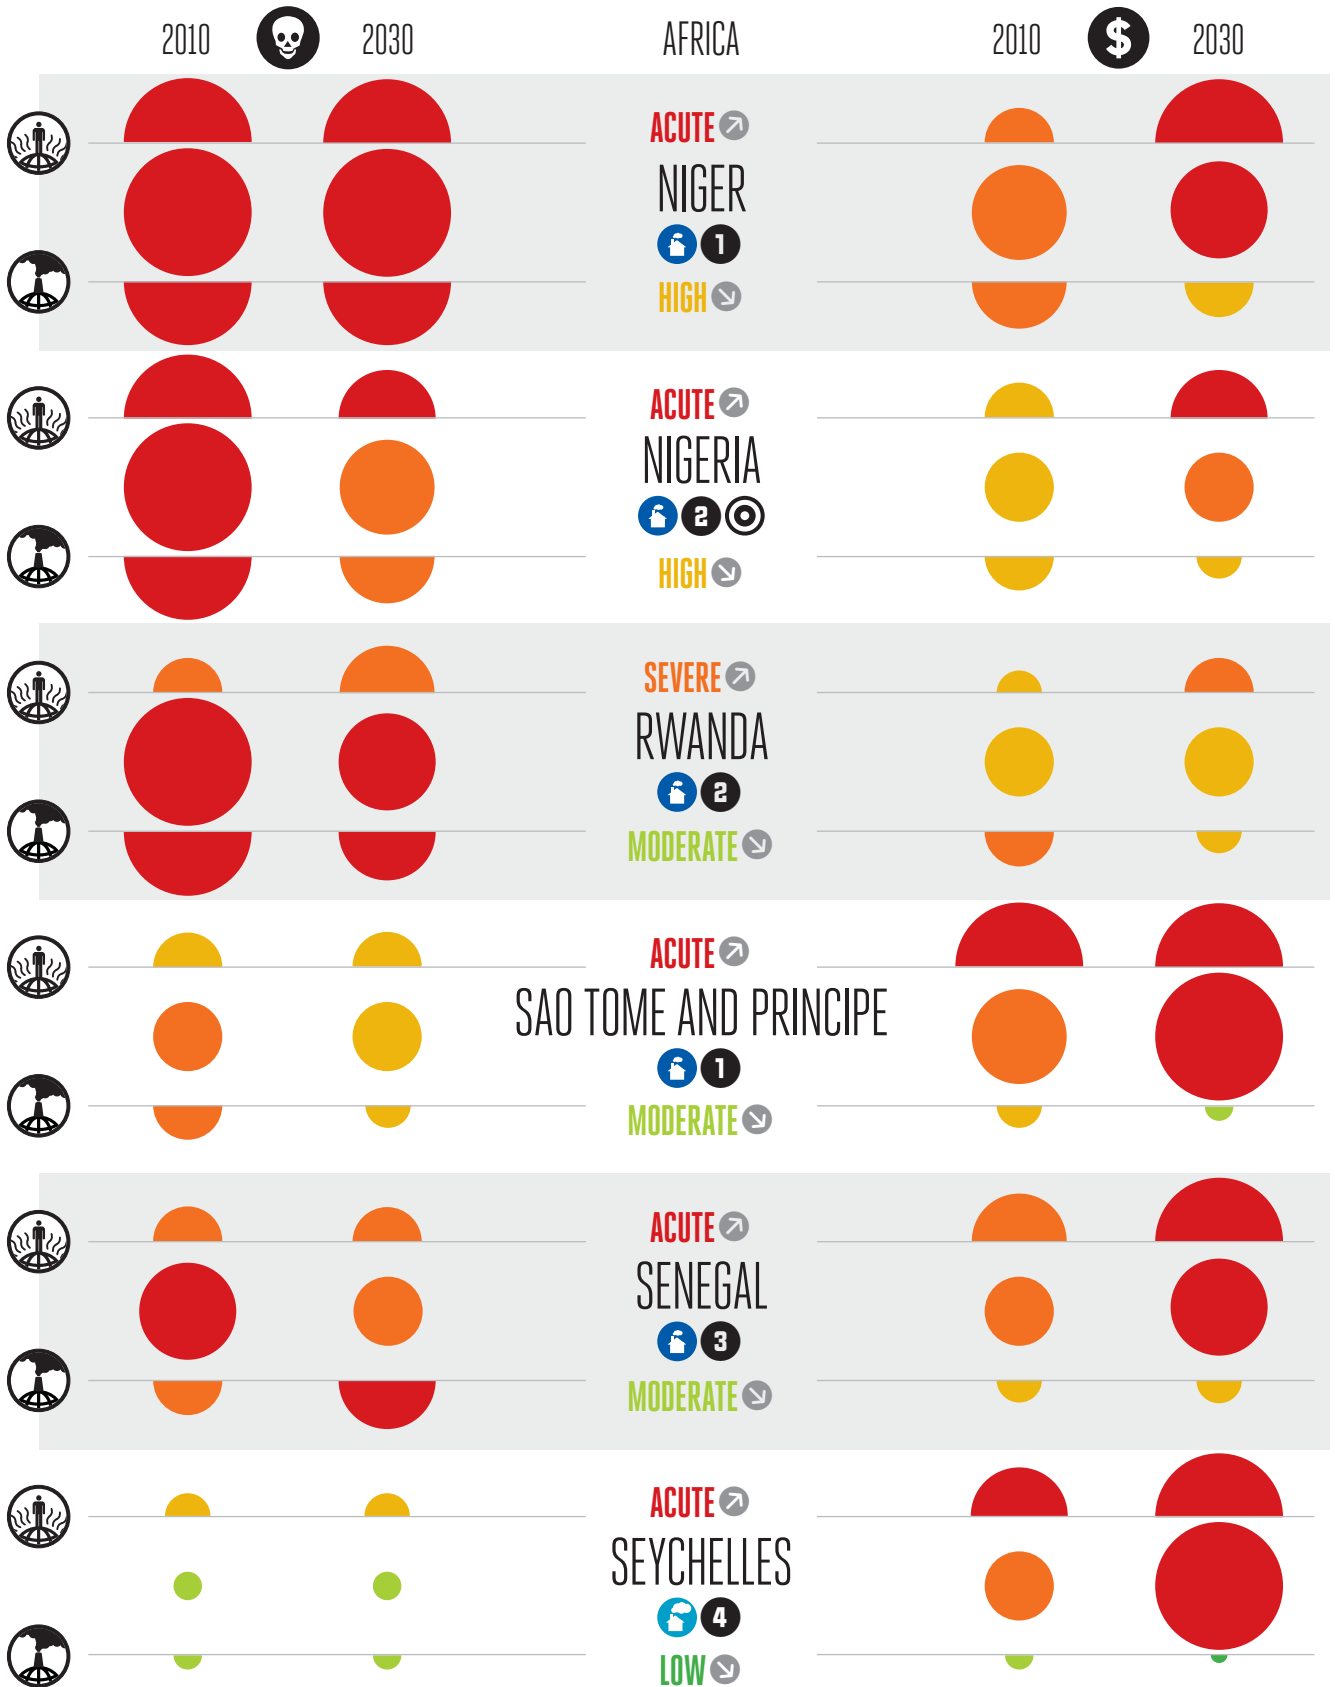 2010 2030 AFRICA 2010 $ 2030
ACUTE
NIGER
1
HIGH
ACUTE
NIGERIA
2
HIGH
SEVERE
RWANDA
2
MODERATE
ACUTE
SAO TOME AND PRINCIPE
1
MODERATE
ACUTE
SENEGAL
3
MODERATE
ACUTE
SEYCHELLES
4
LOW